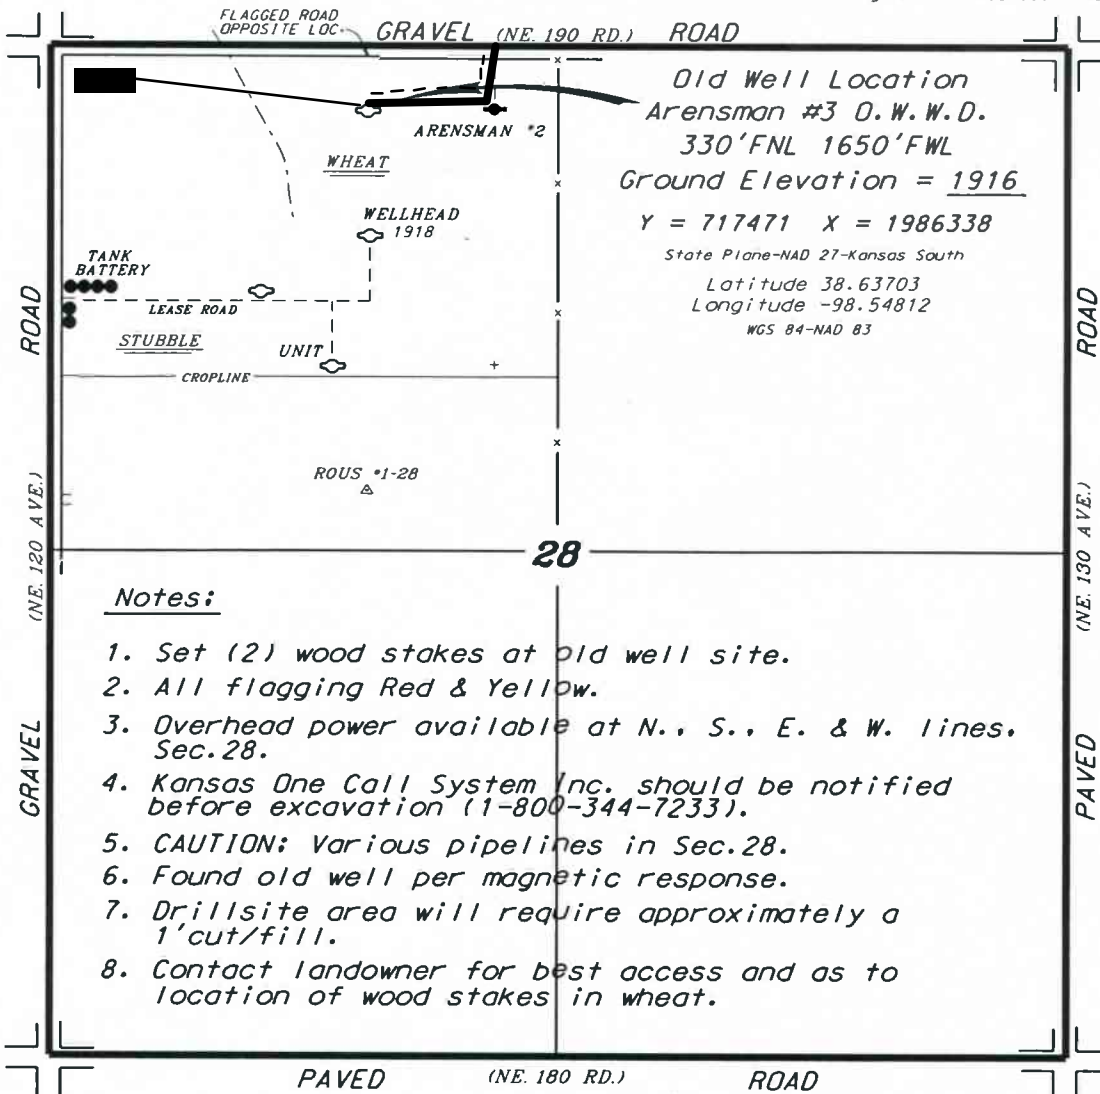 FLAGGED ROAD
OPPOSITE LOC.
GRAVEL (NE. 190 RD.) ROAD
Old Well Location
Arensman #3 O.W.W.D.
330'FNL 1650'FWL
Ground Elevation = 1916
Y = 717471 X = 1986338
State Plane-NAD 27-Kansas South
Latitude 38.63703
Longitude -98.54812
WGS 84-NAD 83
ARENSMAN #2
WHEAT
WELLHEAD
1918
TANK
BATTERY
LEASE ROAD
STUBBLE
UNIT
CROPLINE
ROUS #1-28
28
ROAD
(NE. 120 AVE.)
GRAVEL
ROAD
(NE. 130 AVE.)
PAVED
Notes:
1. Set (2) wood stakes at old well site.
2. All flagging Red & Yellow.
3. Overhead power available at N., S., E. & W. lines,
Sec.28.
4. Kansas One Call System Inc. should be notified
before excavation (1-800-344-7233).
5. CAUTION: Various pipelines in Sec.28.
6. Found old well per magnetic response.
7. Drillsite area will require approximately a
1'cut/fill.
8. Contact landowner for best access and as to
location of wood stakes in wheat.
PAVED (NE. 180 RD.) ROAD